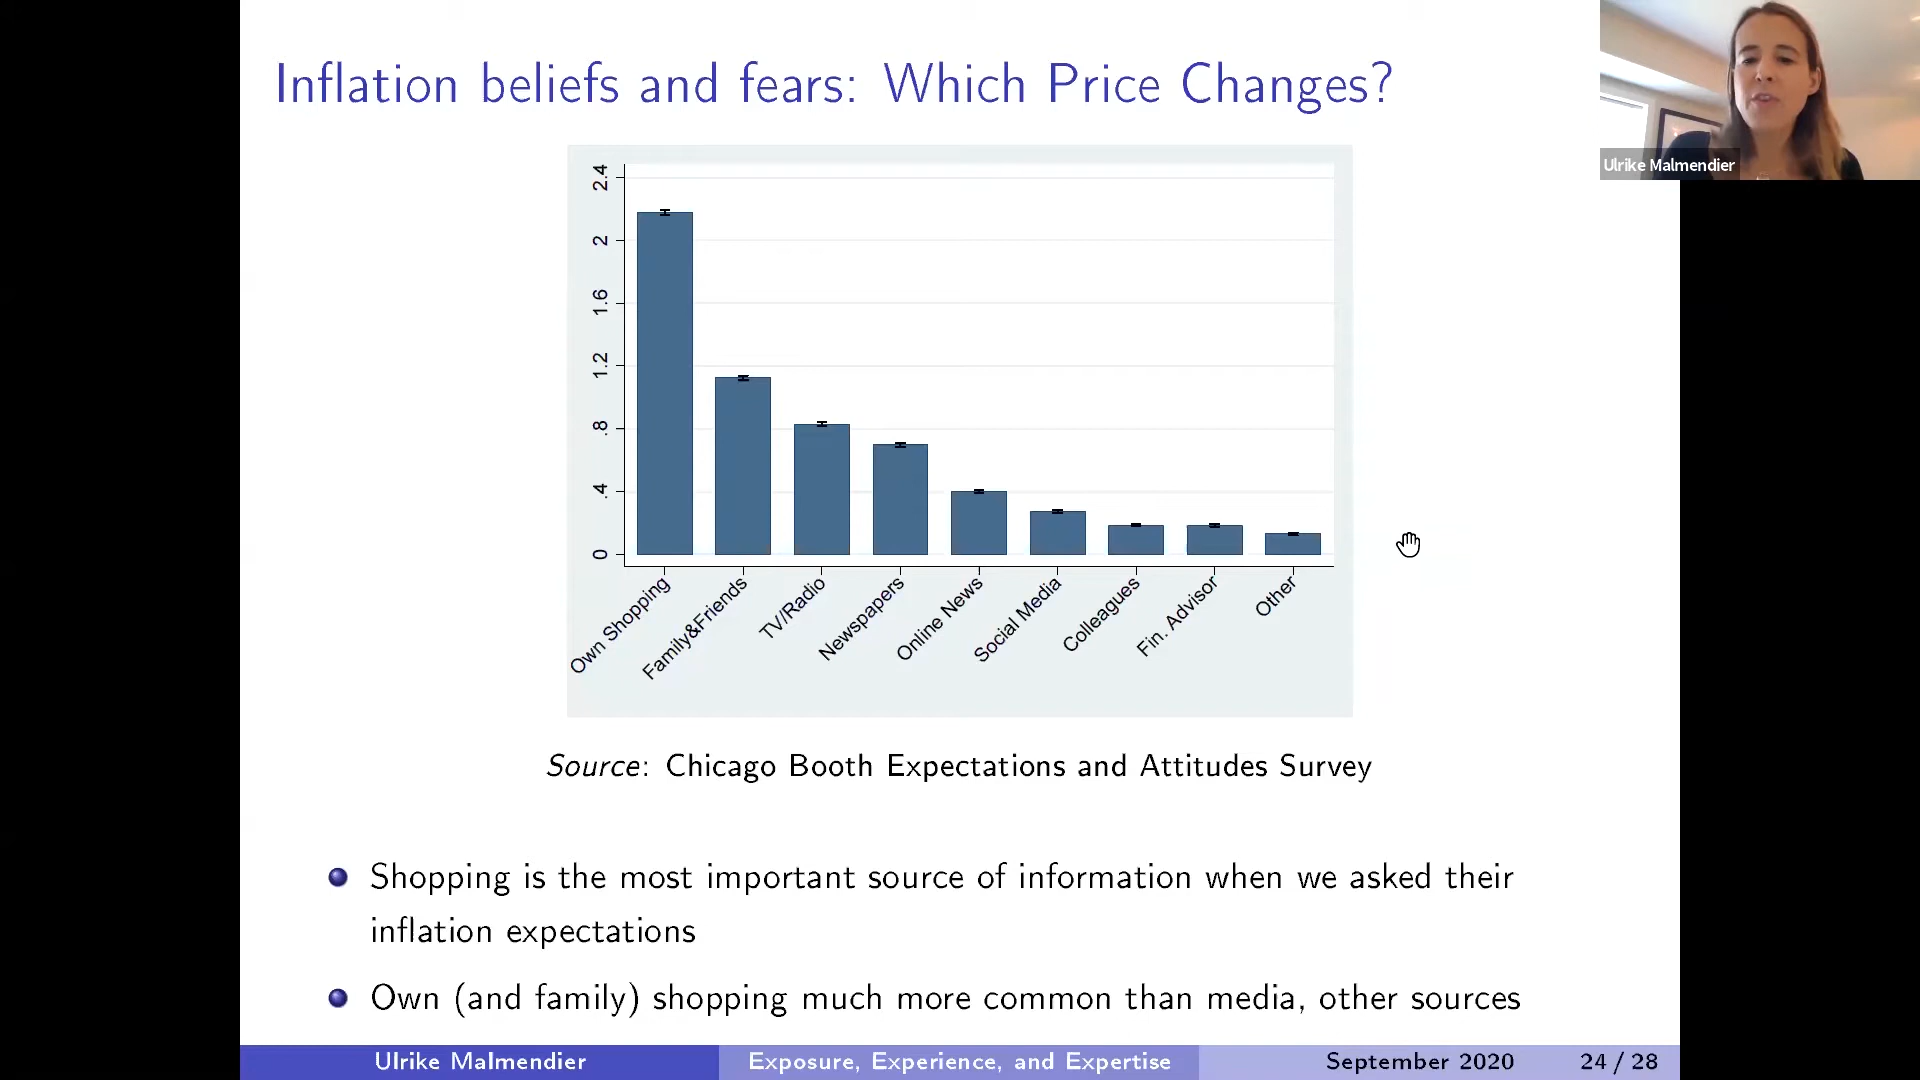 Inflation beliefs and fears: Which Price Changes?
Ulrike Malmendier
2.4
2
1.6
1.2
.8
.4
0
Own Shopping
Family&Friends
TV/Radio
Newspapers
Online News
Social Media
Colleagues
Fin. Advisor
Other
Source: Chicago Booth Expectations and Attitudes Survey
Shopping is the most important source of information when we asked their
inflation expectations
Own (and family) shopping much more common than media, other sources
Ulrike Malmendier Exposure, Experience, and Expertise September 2020 24 / 28